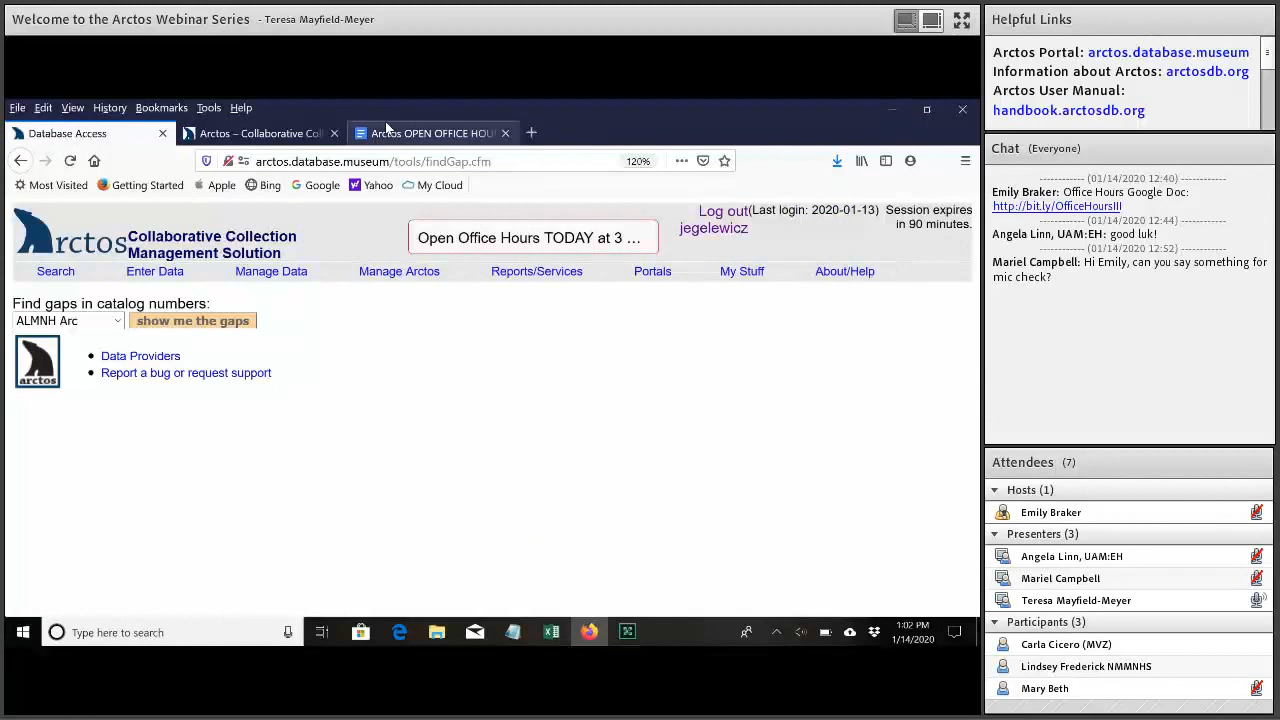 Welcome to the Arctos Webinar Series - Teresa Mayfield-Meyer
File Edit View History Bookmarks Tools Help
Database Access
Arctos – Collaborative Col
Arctos OPEN OFFICE HOU
arctos.database.museum/tools/findGap.cfm
120%
Most Visited Getting Started Apple Bing Google Yahoo My Cloud
Arctos
Collaborative Collection
Management Solution
Open Office Hours TODAY at 3 ...
Log out(Last login: 2020-01-13)
jegelewicz
Session expires
in 90 minutes.
Search Enter Data Manage Data Manage Arctos Reports/Services Portals My Stuff About/Help
Find gaps in catalog numbers:
ALMNH Arc show me the gaps
arctos
Data Providers
Report a bug or request support
Type here to search
1:02 PM
1/14/2020
Helpful Links
Arctos Portal: arctos.database.museum
Information about Arctos: arctosdb.org
Arctos User Manual:
handbook.arctosdb.org
Chat (Everyone)
------------ (01/14/2020 12:40) ------------
Emily Braker: Office Hours Google Doc:
http://bit.ly/OfficeHoursIII
------------ (01/14/2020 12:44) ------------
Angela Linn, UAM:EH: good luk!
------------ (01/14/2020 12:52) ------------
Mariel Campbell: Hi Emily, can you say something for
mic check?
Attendees (7)
Hosts (1)
Emily Braker
Presenters (3)
Angela Linn, UAM:EH
Mariel Campbell
Teresa Mayfield-Meyer
Participants (3)
Carla Cicero (MVZ)
Lindsey Frederick NMMNHS
Mary Beth